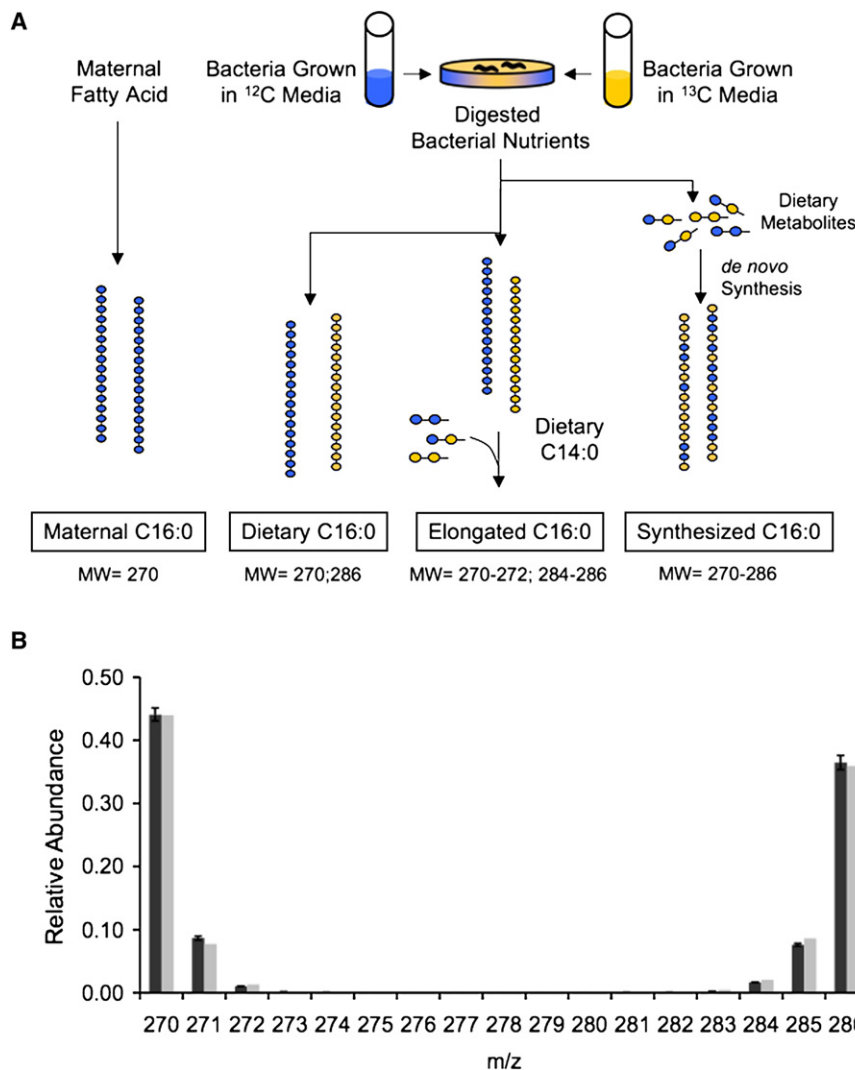 A
Maternal
Fatty Acid
Bacteria Grown
in ¹²C Media
Bacteria Grown
in ¹³C Media
Digested
Bacterial Nutrients
Dietary
Metabolites
de novo
Synthesis
Dietary
C14:0
Maternal C16:0
Dietary C16:0
Elongated C16:0
Synthesized C16:0
MW= 270
MW= 270;286
MW= 270-272; 284-286
MW= 270-286
B
Relative Abundance
0.50
0.40
0.30
0.20
0.10
0.00
270 271 272 273 274 275 276 277 278 279 280 281 282 283 284 285
m/z